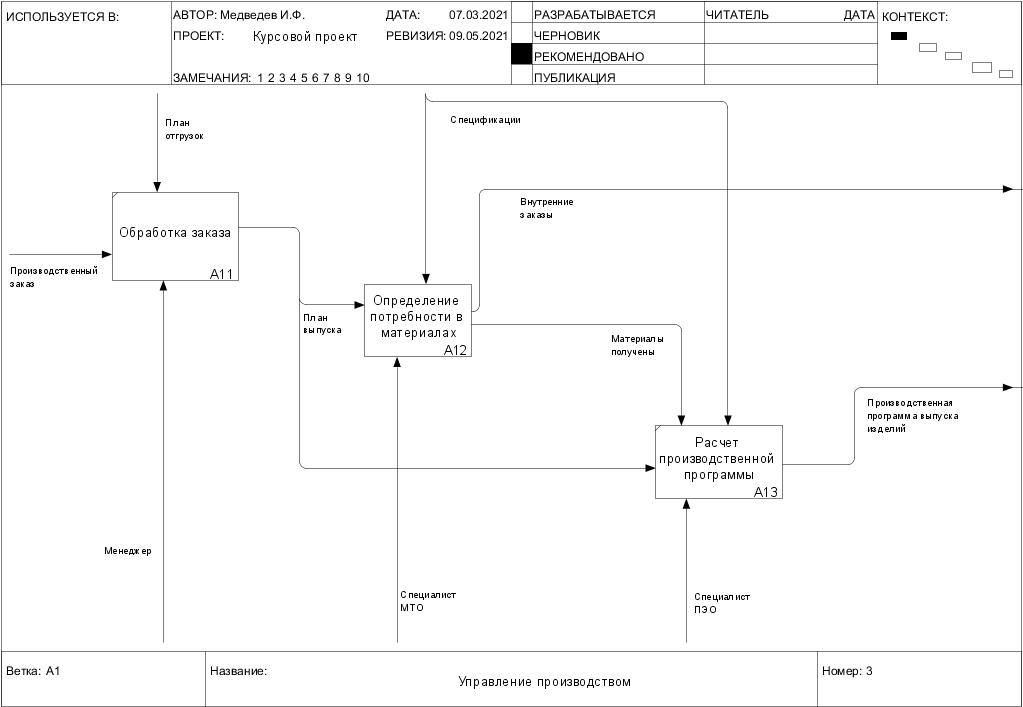 ИСПОЛЬЗУЕТСЯ В:
АВТОР: Медведев И.Ф.
ДАТА: 07.03.2021
РАЗРАБАТЫВАЕТСЯ
ЧИТАТЕЛЬ
ДАТА
КОНТЕКСТ:
ПРОЕКТ: Курсовой проект
РЕВИЗИЯ: 09.05.2021
ЧЕРНОВИК
РЕКОМЕНДОВАНО
ЗАМЕЧАНИЯ: 1 2 3 4 5 6 7 8 9 10
ПУБЛИКАЦИЯ
План
отгрузок
Спецификации
Внутренние
заказы
Обработка заказа
A11
Производственный
заказ
Определение
потребности в
материалах
A12
План
выпуска
Материалы
получены
Производственная
программа выпуска
изделий
Расчет
производственной
программы
A13
Менеджер
Специалист
МТО
Специалист
ПЭО
Ветка: A1
Название:
Управление производством
Номер: 3